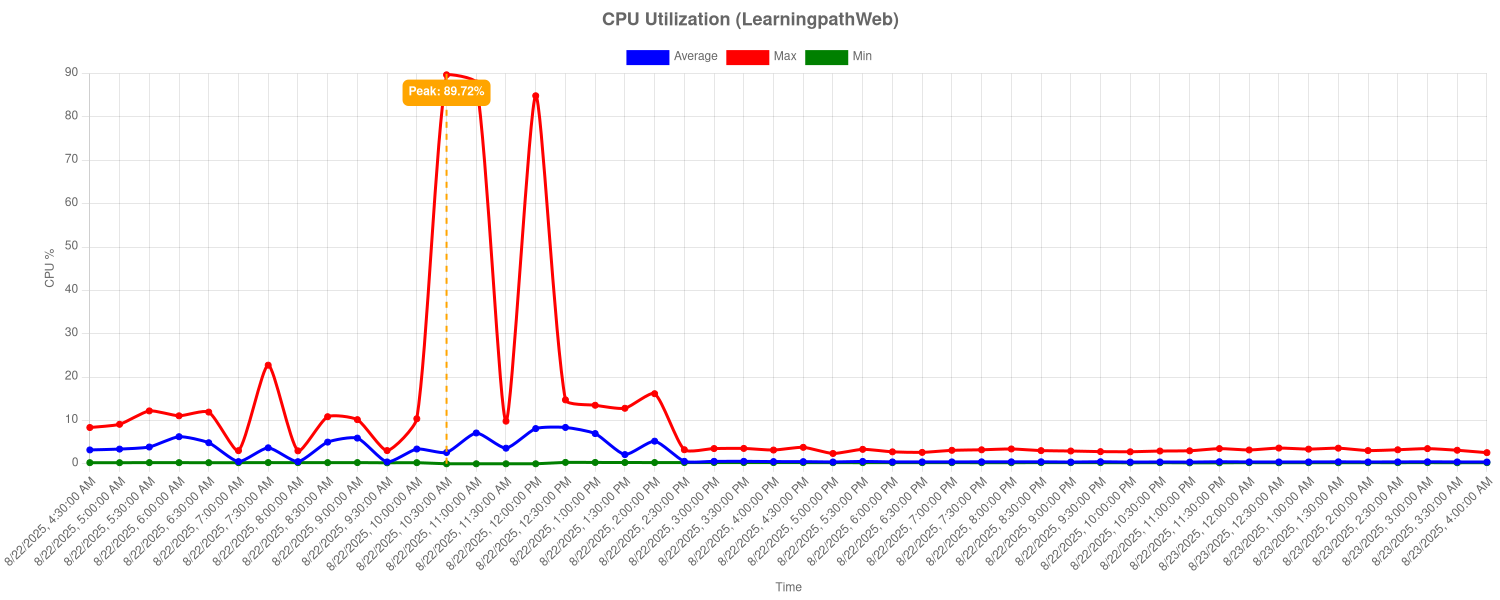 CPU Utilization (LearningpathWeb)
Average Max Min
Peak: 89.72%
CPU %
90
80
70
60
50
40
30
20
10
0
8/22/2025, 4:30:00 AM
8/22/2025, 5:00:00 AM
8/22/2025, 5:30:00 AM
8/22/2025, 6:00:00 AM
8/22/2025, 6:30:00 AM
8/22/2025, 7:00:00 AM
8/22/2025, 7:30:00 AM
8/22/2025, 8:00:00 AM
8/22/2025, 8:30:00 AM
8/22/2025, 9:00:00 AM
8/22/2025, 9:30:00 AM
8/22/2025, 10:00:00 AM
8/22/2025, 10:30:00 AM
8/22/2025, 11:00:00 AM
8/22/2025, 11:30:00 AM
8/22/2025, 12:00:00 PM
8/22/2025, 12:30:00 PM
8/22/2025, 1:00:00 PM
8/22/2025, 1:30:00 PM
8/22/2025, 2:00:00 PM
8/22/2025, 2:30:00 PM
8/22/2025, 3:00:00 PM
8/22/2025, 3:30:00 PM
8/22/2025, 4:00:00 PM
8/22/2025, 4:30:00 PM
8/22/2025, 5:00:00 PM
8/22/2025, 5:30:00 PM
8/22/2025, 6:00:00 PM
8/22/2025, 6:30:00 PM
8/22/2025, 7:00:00 PM
8/22/2025, 7:30:00 PM
8/22/2025, 8:00:00 PM
8/22/2025, 8:30:00 PM
8/22/2025, 9:00:00 PM
8/22/2025, 9:30:00 PM
8/22/2025, 10:00:00 PM
8/22/2025, 10:30:00 PM
8/22/2025, 11:00:00 PM
8/22/2025, 11:30:00 PM
8/23/2025, 12:00:00 AM
8/23/2025, 12:30:00 AM
8/23/2025, 1:00:00 AM
8/23/2025, 1:30:00 AM
8/23/2025, 2:00:00 AM
8/23/2025, 2:30:00 AM
8/23/2025, 3:00:00 AM
8/23/2025, 3:30:00 AM
8/23/2025, 4:00:00 AM
Time